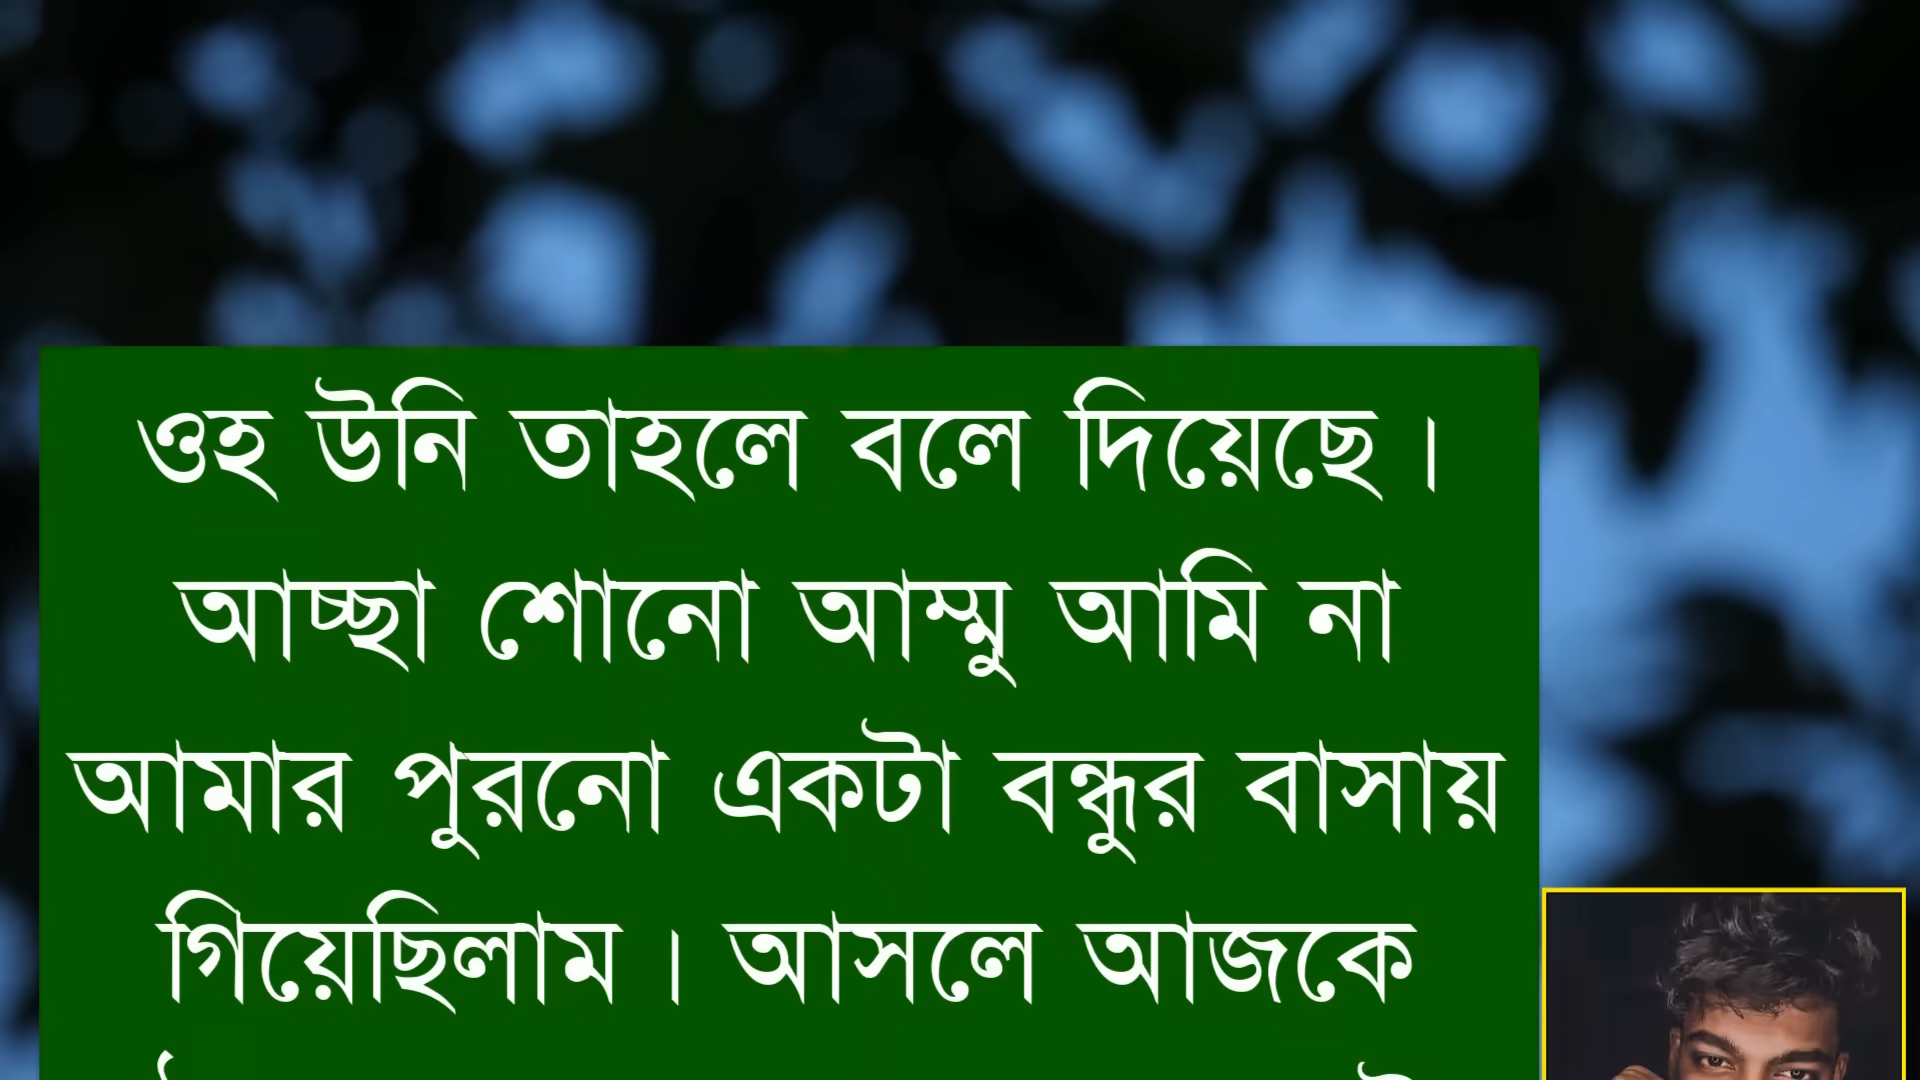 ওহ উনি তাহলে বলে দিয়েছে।
আচ্ছা শোনো আম্মু আমি না
আমার পুরনো একটা বন্ধুর বাসায়
গিয়েছিলাম। আসলে আজকে